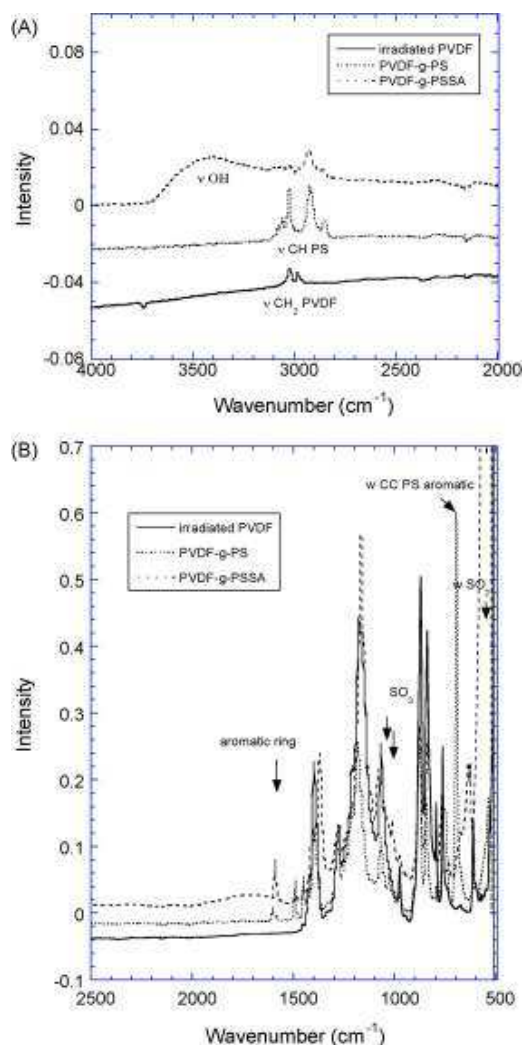 (A)
0.08
0.04
0
-0.04
-0.08
Intensity
irradiated PVDF
PVDF-g-PS
PVDF-g-PSSA
ν OH
ν CH PS
ν CH2 PVDF
4000 3500 3000 2500 2000
Wavenumber (cm-1)
(B)
0.7
0.6
0.5
0.4
0.3
0.2
0.1
0
-0.1
Intensity
w CC PS aromatic
irradiated PVDF
PVDF-g-PS
PVDF-g-PSSA
w SO
SO3
aromatic ring
2500 2000 1500 1000 500
Wavenumber (cm-1)